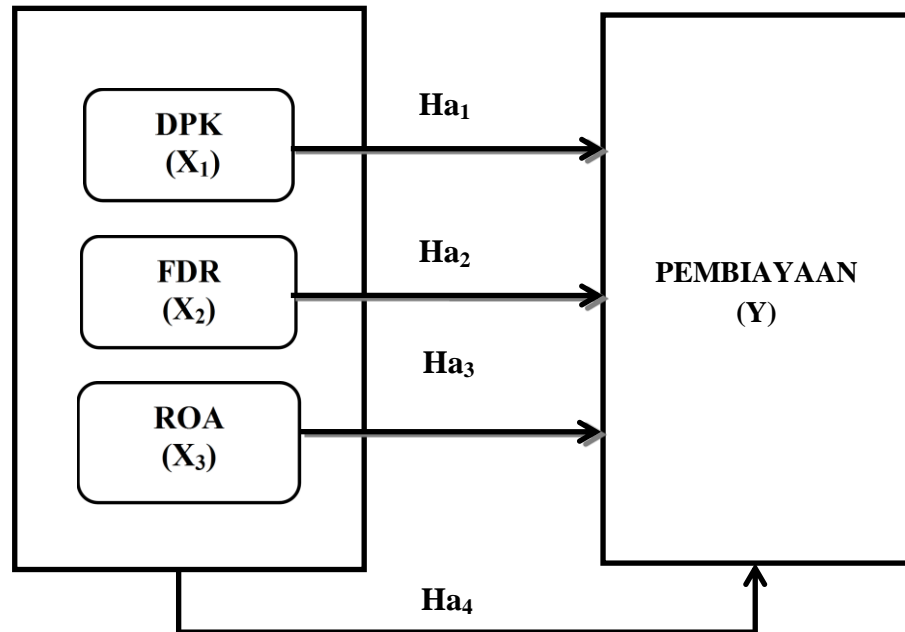 DPK
(X₁)
Ha₁
FDR
(X₂)
Ha₂
ROA
(X₃)
Ha₃
PEMBIAYAAN
(Y)
Ha₄